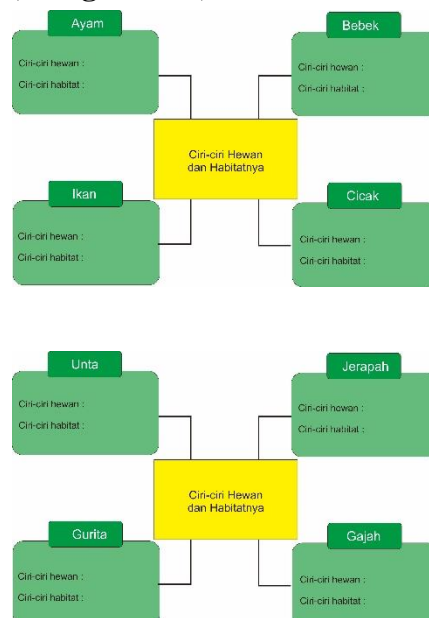 Ayam
Ciri-ciri hewan :
Ciri-ciri habitat :
Bebek
Ciri-ciri hewan :
Ciri-ciri habitat :
Ciri-ciri Hewan
dan Habitatnya
Ikan
Ciri-ciri hewan :
Ciri-ciri habitat :
Cicak
Ciri-ciri hewan :
Ciri-ciri habitat :
Unta
Ciri-ciri hewan :
Ciri-ciri habitat :
Jerapah
Ciri-ciri hewan :
Ciri-ciri habitat :
Ciri-ciri Hewan
dan Habitatnya
Gurita
Ciri-ciri hewan :
Ciri-ciri habitat :
Gajah
Ciri-ciri hewan :
Ciri-ciri habitat :